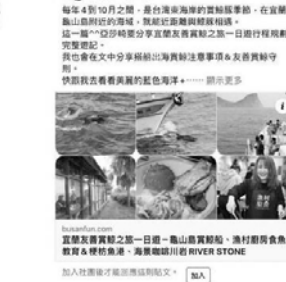 每年4到10月之間，是台灣東海岸的賞鯨豚季節，在宜蘭
龜山島附近的海域，就能近距離與鯨豚相遇。
這一篇^^亞莎崎要分享宜蘭友善賞鯨之旅一日遊行程規劃
完整遊記。
我也會在文中分享搭船出海賞鯨注意事項&友善賞鯨守
則。
快跟我去看看美麗的藍色海洋。…… 顯示更多
busanfun.com
宜蘭友善賞鯨之旅一日遊－龜山島賞鯨船、漁村廚房食魚
教育&梗枋漁港、海景咖啡川岩 RIVER STONE
加入社團後才能回應這則貼文。 加入